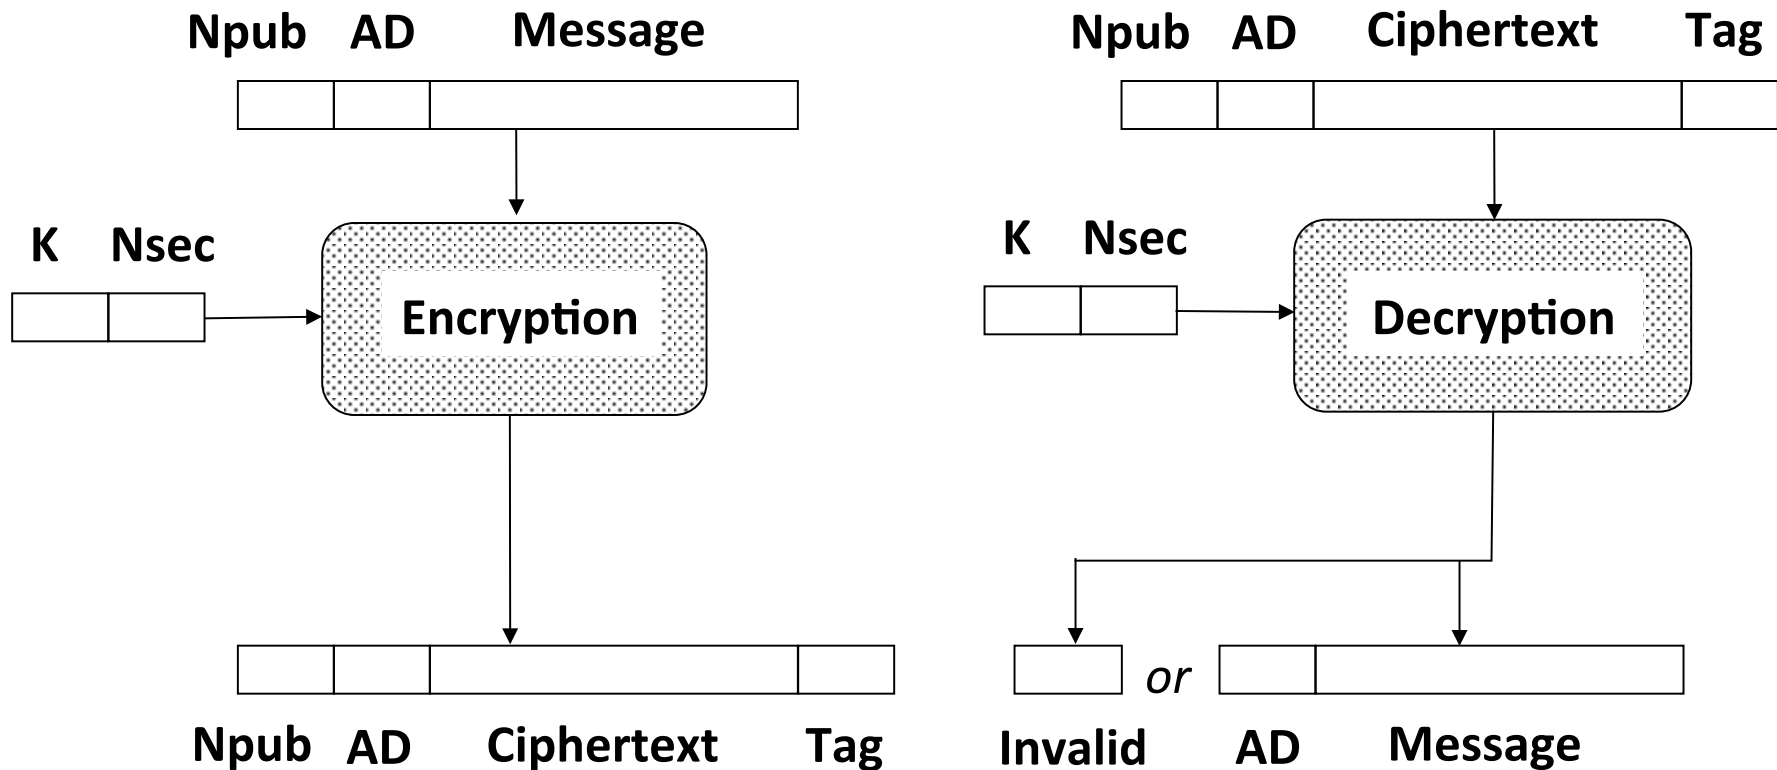 Npub AD Message
K Nsec
Encryption
Npub AD Ciphertext Tag
Npub AD Ciphertext Tag
K Nsec
Decryption
or
Invalid AD Message